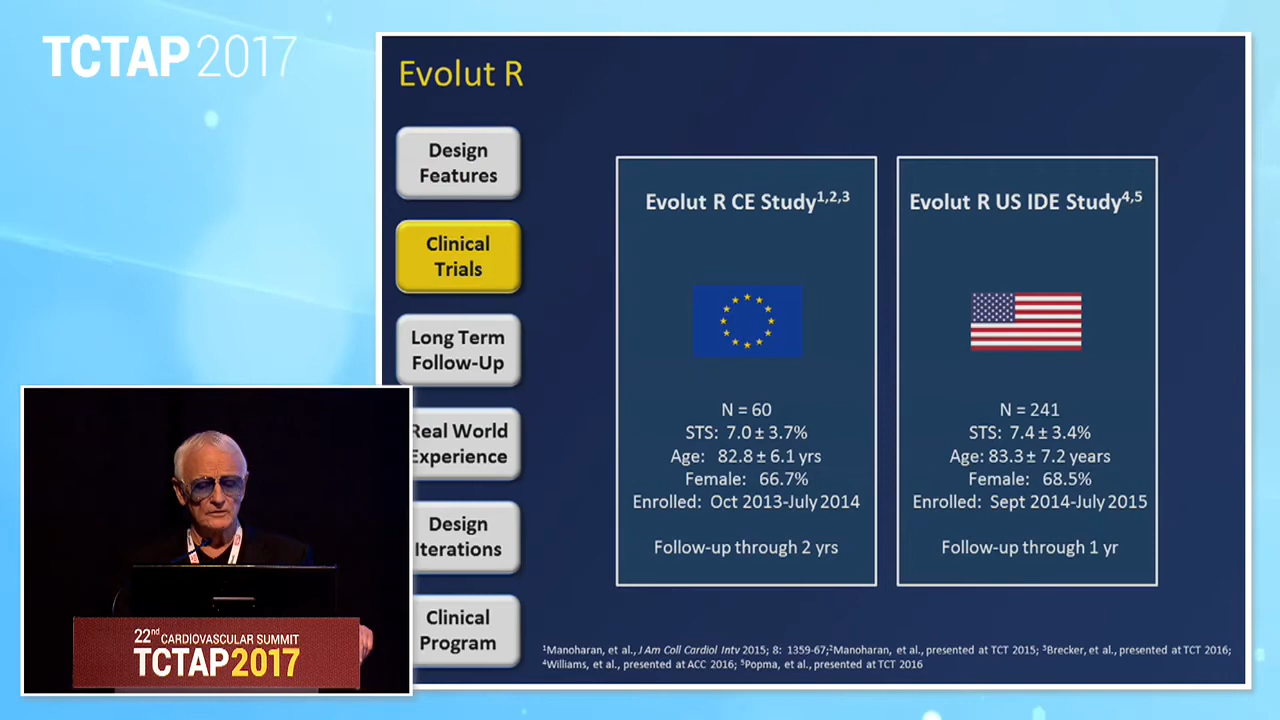 TCTAP 2017
Evolut R
Design
Features
Clinical
Trials
Long Term
Follow-Up
Real World
Experience
Design
Iterations
Clinical
Program
Evolut R CE Study1,2,3
N = 60
STS: 7.0 ± 3.7%
Age: 82.8 ± 6.1 yrs
Female: 66.7%
Enrolled: Oct 2013-July 2014
Follow-up through 2 yrs
Evolut R US IDE Study4,5
N = 241
STS: 7.4 ± 3.4%
Age: 83.3 ± 7.2 years
Female: 68.5%
Enrolled: Sept 2014-July 2015
Follow-up through 1 yr
1Manoharan, et al., J Am Coll Cardiol Intv 2015; 8: 1359-67;2Manoharan, et al., presented at TCT 2015; 3Brecker, et al., presented at TCT 2016;
4Williams, et al., presented at ACC 2016; 5Popma, et al., presented at TCT 2016
22nd CARDIOVASCULAR SUMMIT
TCTAP2017